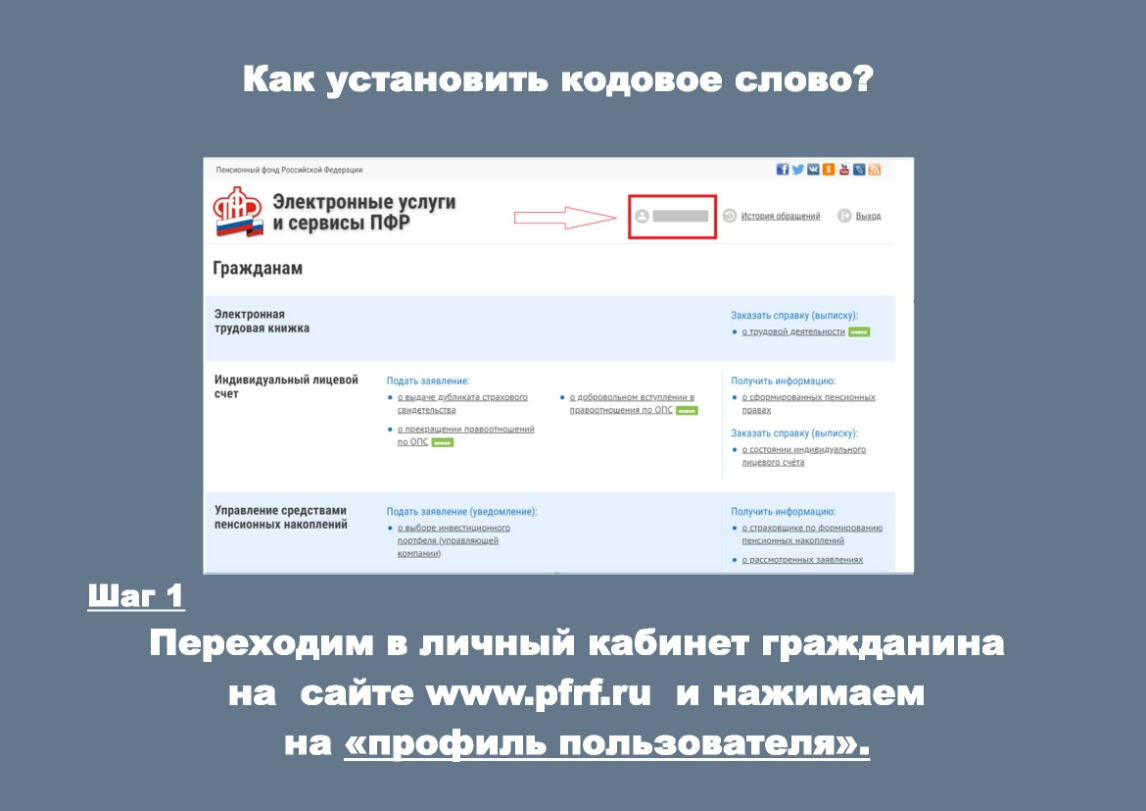 Как установить кодовое слово?
Пенсионный фонд Российской Федерации
Электронные услуги
и сервисы ПФР
История обращений
Выход
Гражданам
Электронная
трудовая книжка
Заказать справку (выписку):
о трудовой деятельности
Индивидуальный лицевой
счет
Подать заявление:
о выдаче дубликата страхового
свидетельства
о прекращении правоотношений
по ОПС
о добровольном вступлении в
правоотношения по ОПС
Получить информацию:
о сформированных пенсионных
правах
Заказать справку (выписку):
о состоянии индивидуального
лицевого счёта
Управление средствами
пенсионных накоплений
Подать заявление (уведомление):
о выборе инвестиционного
портфеля (управляющей
компании)
Получить информацию:
о страховщике по формированию
пенсионных накоплений
о рассмотренных заявлениях
Шаг 1
Переходим в личный кабинет гражданина
на сайте www.pfrf.ru и нажимаем
на «профиль пользователя».